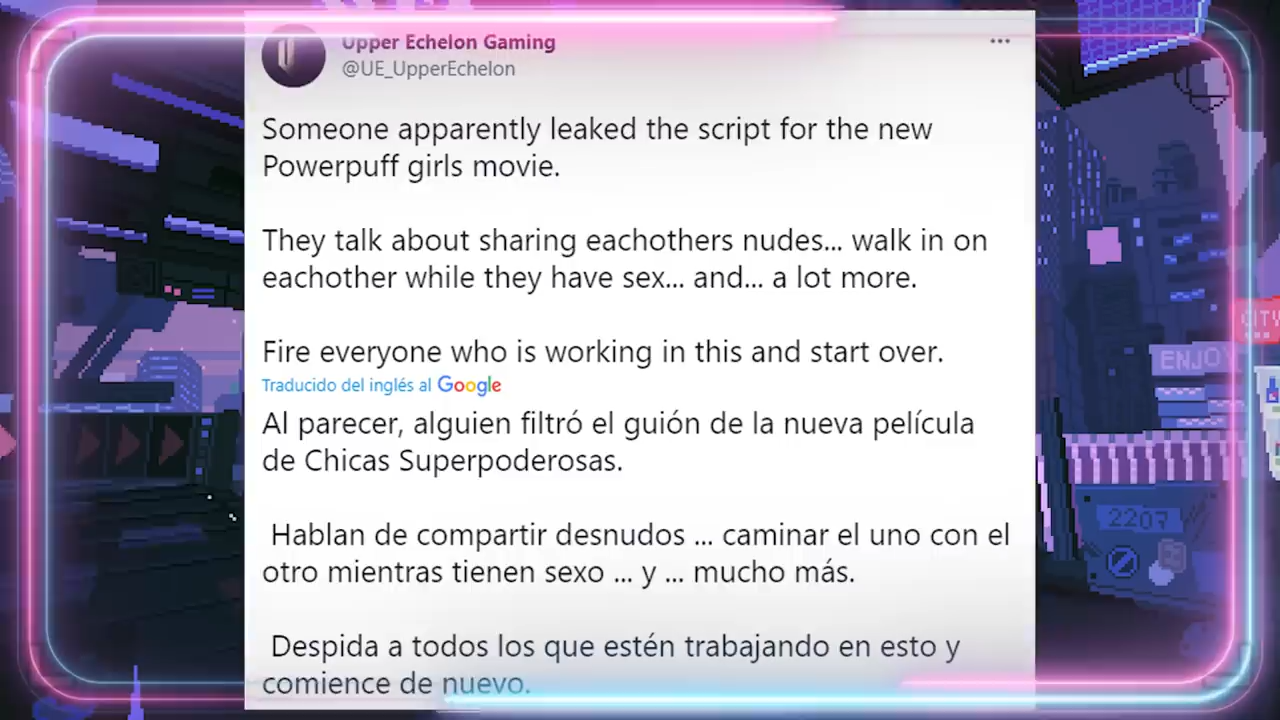 Upper Echelon Gaming
@UE_UpperEchelon
Someone apparently leaked the script for the new
Powerpuff girls movie.
They talk about sharing eachothers nudes... walk in on
eachother while they have sex... and... a lot more.
Fire everyone who is working in this and start over.
Traducido del inglés al Google
Al parecer, alguien filtró el guión de la nueva película
de Chicas Superpoderosas.
Hablan de compartir desnudos ... caminar el uno con el
otro mientras tienen sexo ... y ... mucho más.
Despida a todos los que estén trabajando en esto y
comience de nuevo.
CITY
ENJOY
2207